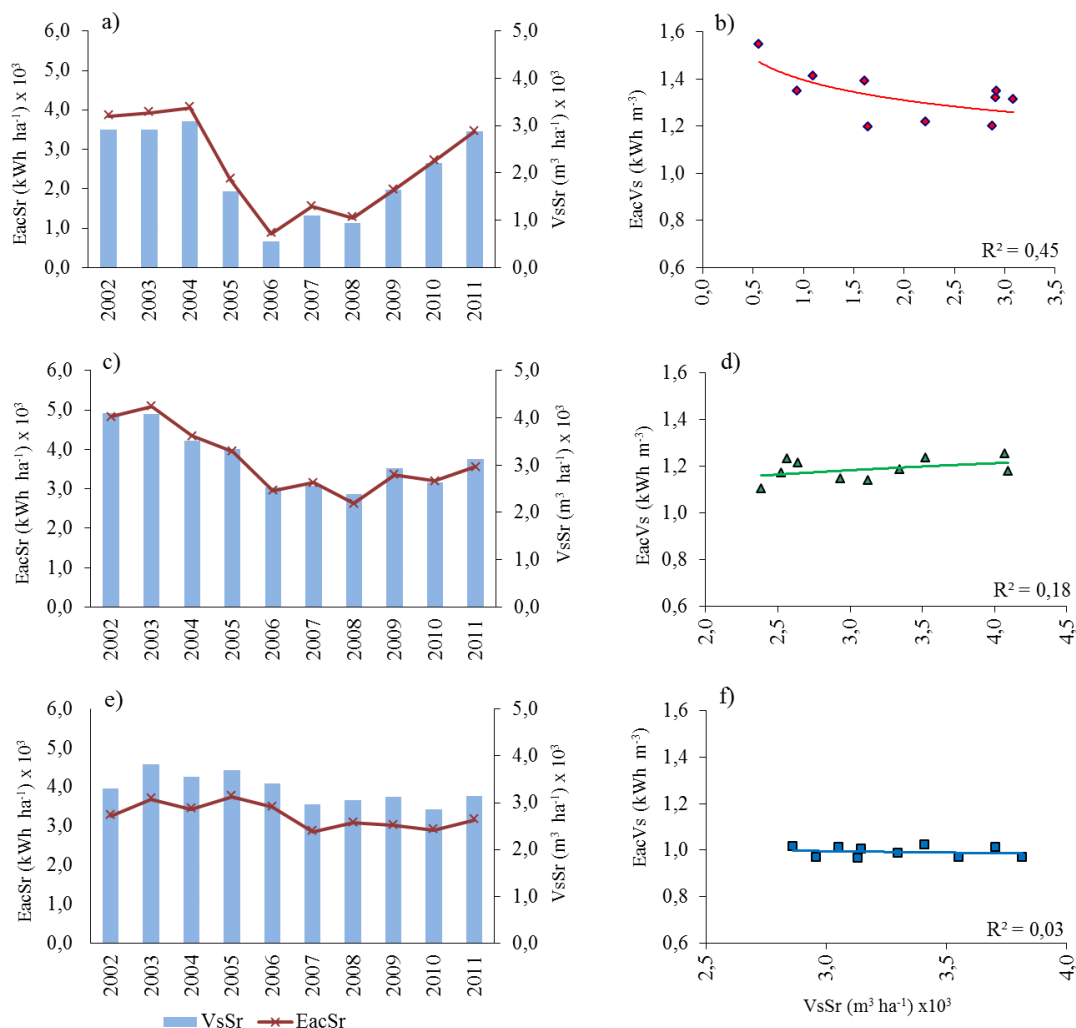 a)
6,0
5,0
4,0
3,0
2,0
1,0
0,0
EacSr (kWh ha⁻¹) x 10³
5,0
4,0
3,0
2,0
1,0
0,0
VsSr (m³ ha⁻¹) x 10³
2002 2003 2004 2005 2006 2007 2008 2009 2010 2011
b)
1,6
1,4
1,2
1,0
0,8
0,6
EacVs (kWh m⁻³)
R² = 0,45
0,0 0,5 1,0 1,5 2,0 2,5 3,0 3,5
c)
6,0
5,0
4,0
3,0
2,0
1,0
0,0
EacSr (kWh ha⁻¹) x 10³
5,0
4,0
3,0
2,0
1,0
0,0
VsSr (m³ ha⁻¹) x 10³
2002 2003 2004 2005 2006 2007 2008 2009 2010 2011
d)
1,6
1,4
1,2
1,0
0,8
0,6
EacVs (kWh m⁻³)
R² = 0,18
2,0 2,5 3,0 3,5 4,0 4,5
e)
6,0
5,0
4,0
3,0
2,0
1,0
0,0
EacSr (kWh ha⁻¹) x 10³
5,0
4,0
3,0
2,0
1,0
0,0
VsSr (m³ ha⁻¹) x 10³
2002 2003 2004 2005 2006 2007 2008 2009 2010 2011
VsSr EacSr
f)
1,6
1,4
1,2
1,0
0,8
0,6
EacVs (kWh m⁻³)
R² = 0,03
2,5 3,0 3,5 4,0
VsSr (m³ ha⁻¹) x10³